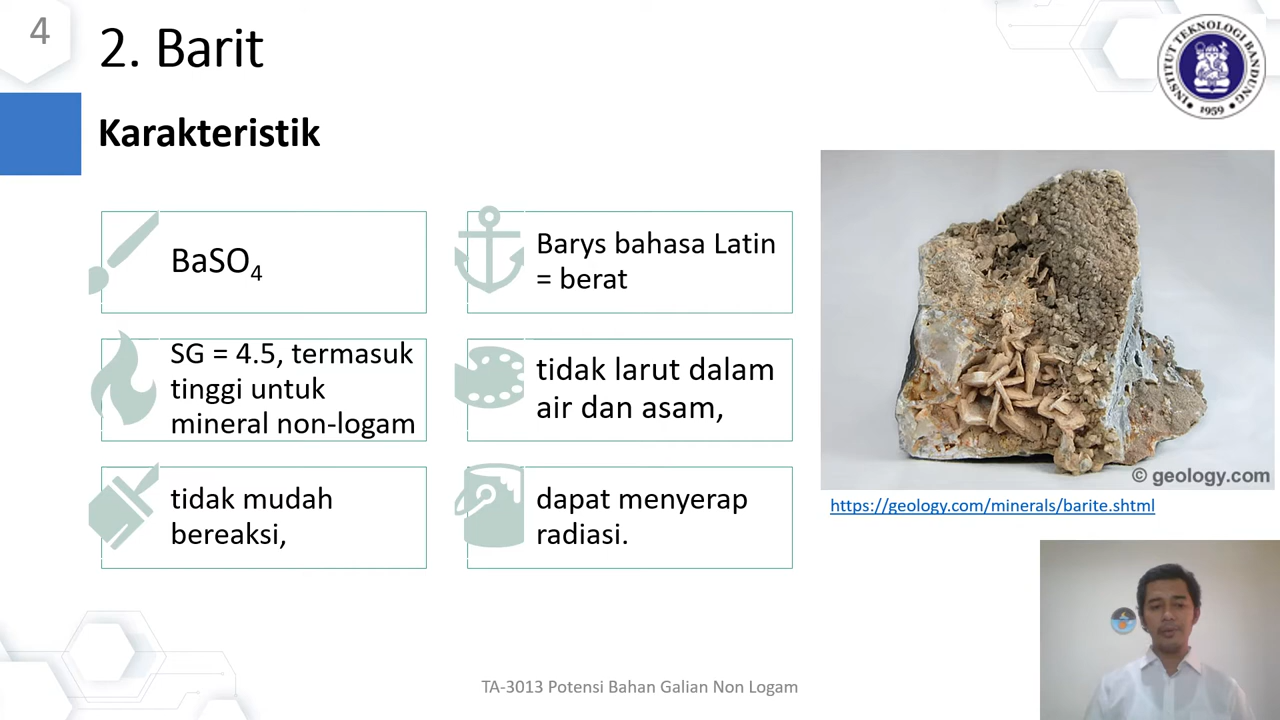 4
2. Barit
INSTITUT TEKNOLOGI BANDUNG
1959
Karakteristik
BaSO₄
Barys bahasa Latin
= berat
SG = 4.5, termasuk
tinggi untuk
mineral non-logam
tidak larut dalam
air dan asam,
tidak mudah
bereaksi,
dapat menyerap
radiasi.
© geology.com
https://geology.com/minerals/barite.shtml
TA-3013 Potensi Bahan Galian Non Logam